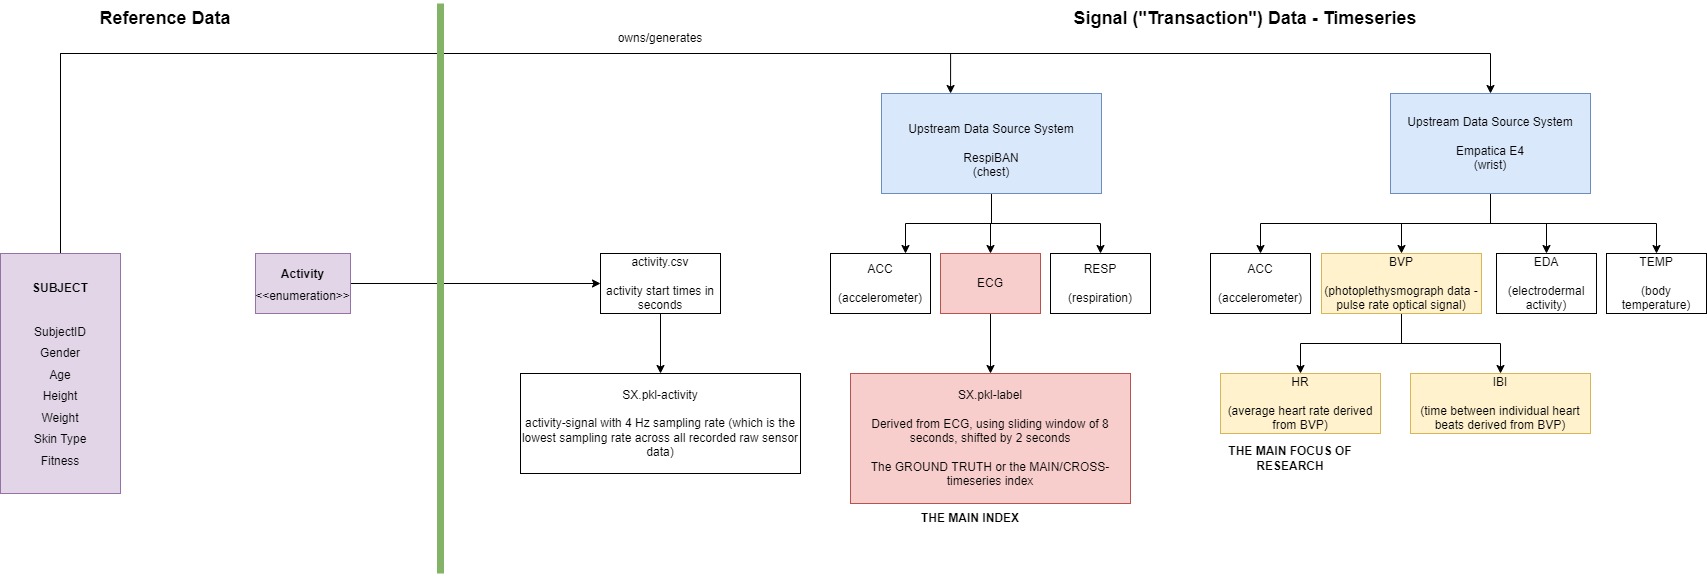 Reference Data
Signal ("Transaction") Data - Timeseries
owns/generates
Upstream Data Source System
RespiBAN
(chest)
Upstream Data Source System
Empatica E4
(wrist)
SUBJECT
SubjectID
Gender
Age
Height
Weight
Skin Type
Fitness
Activity
<<enumeration>>
activity.csv
activity start times in
seconds
ACC
(accelerometer)
ECG
RESP
(respiration)
ACC
(accelerometer)
BVP
(photoplethysmograph data -
pulse rate optical signal)
EDA
(electrodermal
activity)
TEMP
(body
temperature)
SX.pkl-activity
activity-signal with 4 Hz sampling rate (which is the
lowest sampling rate across all recorded raw sensor
data)
SX.pkl-label
Derived from ECG, using sliding window of 8
seconds, shifted by 2 seconds
The GROUND TRUTH or the MAIN/CROSS-
timeseries index
THE MAIN INDEX
HR
(average heart rate derived
from BVP)
THE MAIN FOCUS OF
RESEARCH
IBI
(time between individual heart
beats derived from BVP)